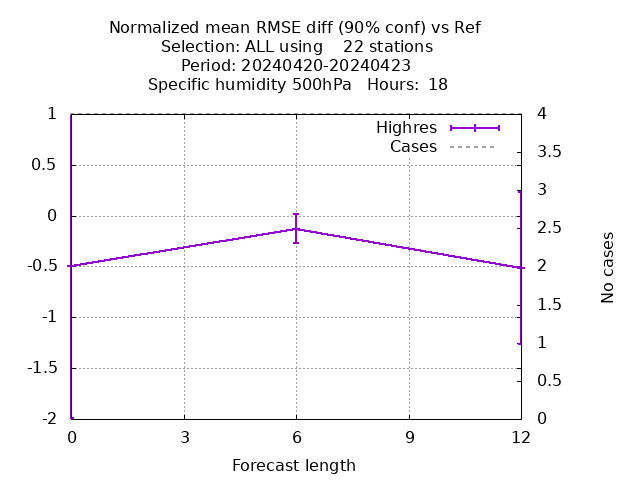 Normalized mean RMSE diff (90% conf) vs Ref
Selection: ALL using    22 stations
Period: 20240420-20240423
Specific humidity 500hPa   Hours:  18
Highres
Cases
1
0.5
0
-0.5
-1
-1.5
-2
4
3.5
3
2.5
2
1.5
1
0.5
0
No cases
0 3 6 9 12
Forecast length